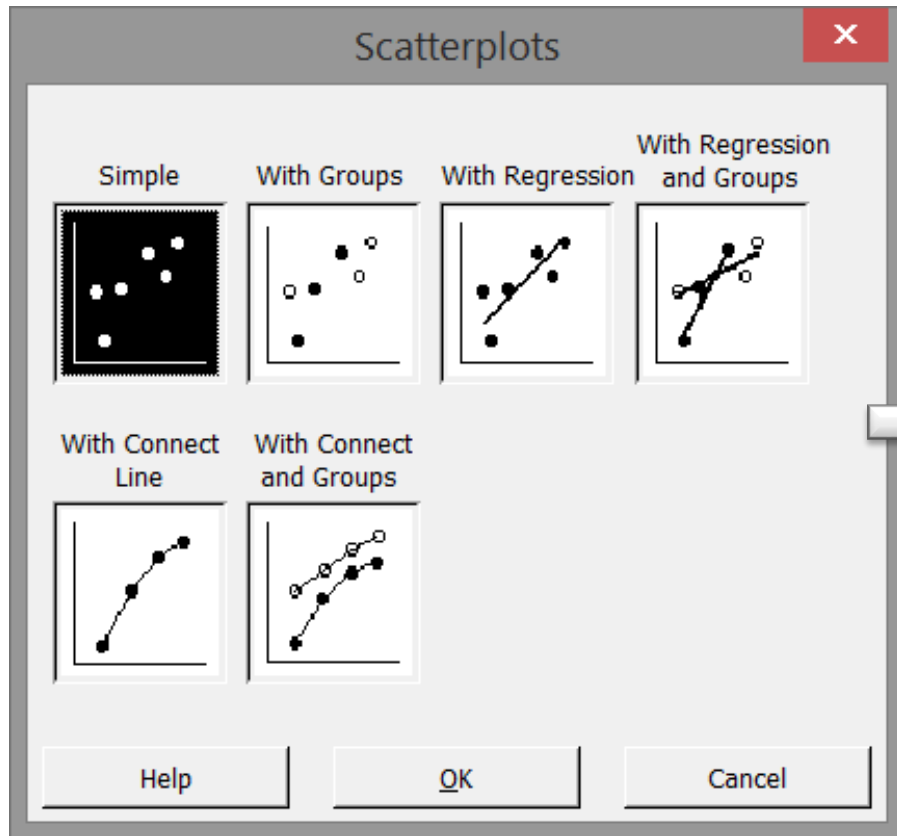 Scatterplots
Simple
With Groups
With Regression
With Regression
and Groups
With Connect
Line
With Connect
and Groups
Help
OK
Cancel